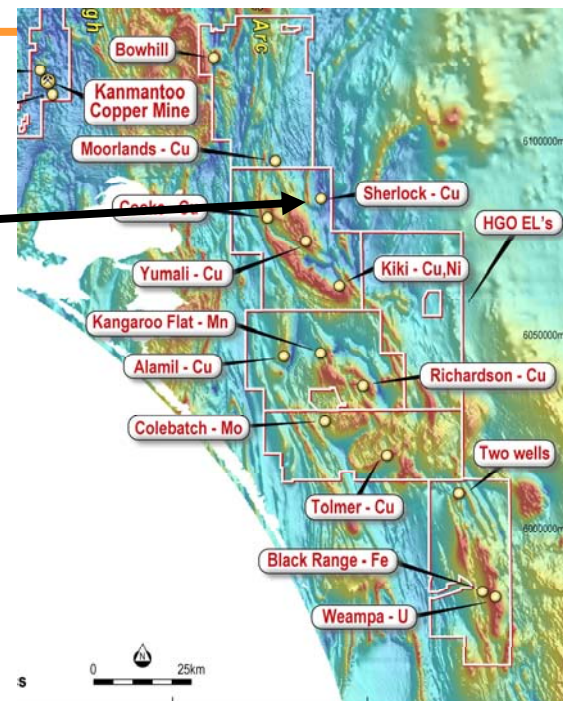 Arc
Bowhill
Kanmantoo
Copper Mine
Moorlands - Cu
6100000m
Sherlock - Cu
HGO EL's
Yumali - Cu
Kiki - Cu,Ni
Kangaroo Flat - Mn
6050000m
Alamil - Cu
Richardson - Cu
Colebatch - Mo
Two wells
Tolmer - Cu
Black Range - Fe
Weampa - U
N
0 25km
s